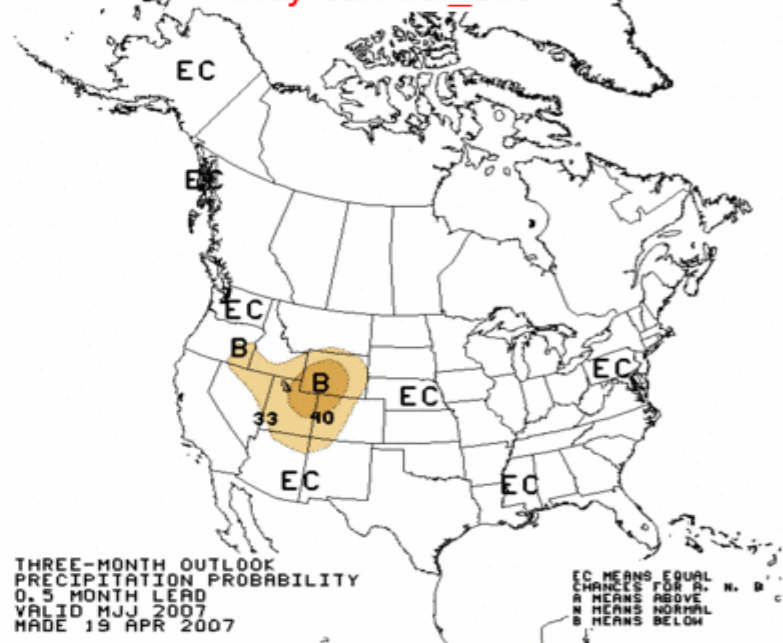 EC
EC
EC
B
B
EC
EC
33
40
EC
EC
THREE-MONTH OUTLOOK
PRECIPITATION PROBABILITY
0.5 MONTH LEAD
VALID MJJ 2007
MADE 19 APR 2007
EC MEANS EQUAL
CHANCES FOR A, N, B
A MEANS ABOVE
N MEANS NORMAL
B MEANS BELOW